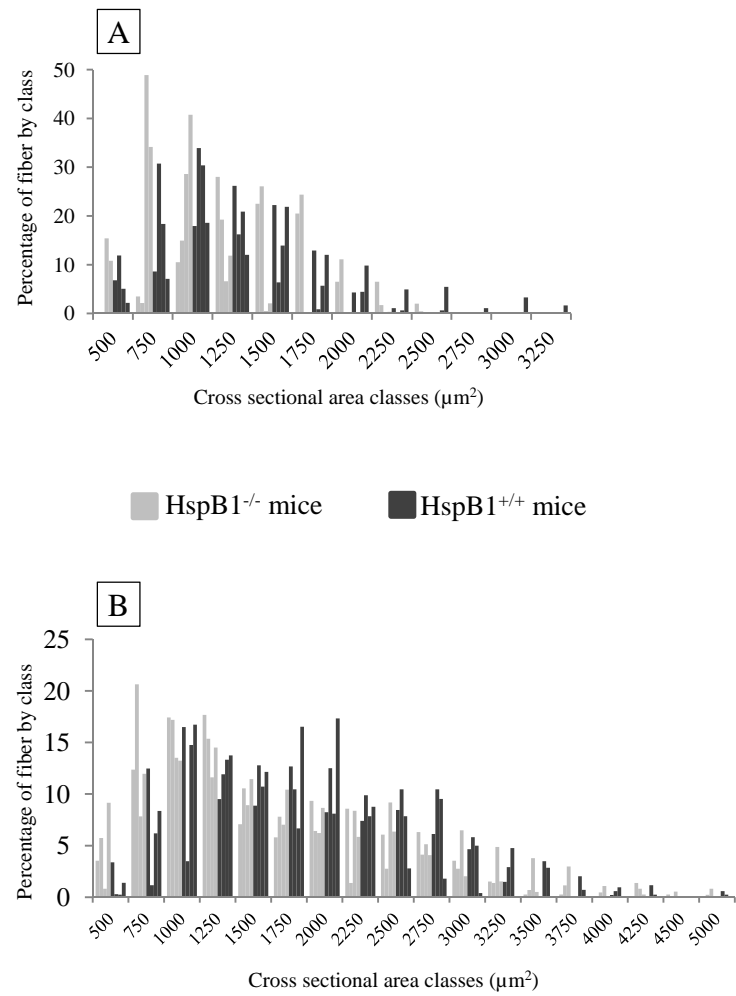 A
Percentage of fiber by class
50
40
30
20
10
0
500 750 1000 1250 1500 1750 2000 2250 2500 2750 3000 3250
Cross sectional area classes (µm²)
HspB1⁻/⁻ mice HspB1⁺/⁺ mice
B
Percentage of fiber by class
25
20
15
10
5
0
500 750 1000 1250 1500 1750 2000 2250 2500 2750 3000 3250 3500 3750 4000 4250 4500 5000
Cross sectional area classes (µm²)